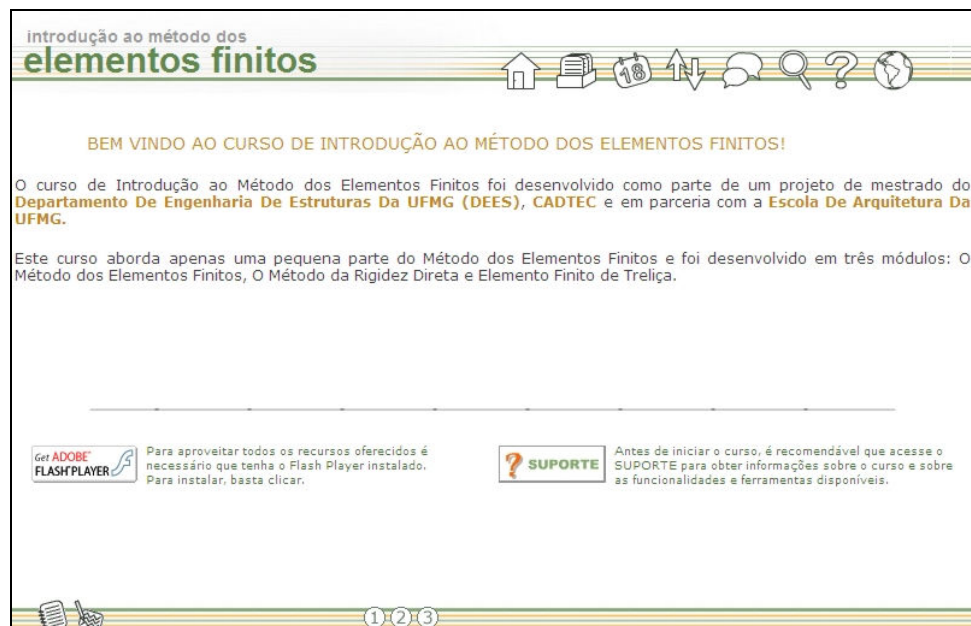 introdução ao método dos
elementos finitos
18
BEM VINDO AO CURSO DE INTRODUÇÃO AO MÉTODO DOS ELEMENTOS FINITOS!
O curso de Introdução ao Método dos Elementos Finitos foi desenvolvido como parte de um projeto de mestrado do
Departamento De Engenharia De Estruturas Da UFMG (DEES), CADTEC e em parceria com a Escola De Arquitetura Da
UFMG.
Este curso aborda apenas uma pequena parte do Método dos Elementos Finitos e foi desenvolvido em três módulos: O
Método dos Elementos Finitos, O Método da Rigidez Direta e Elemento Finito de Treliça.
Get ADOBE
FLASH PLAYER
Para aproveitar todos os recursos oferecidos é
necessário que tenha o Flash Player instalado.
Para instalar, basta clicar.
? SUPORTE
Antes de iniciar o curso, é recomendável que acesse o
SUPORTE para obter informações sobre o curso e sobre
as funcionalidades e ferramentas disponíveis.
1 2 3